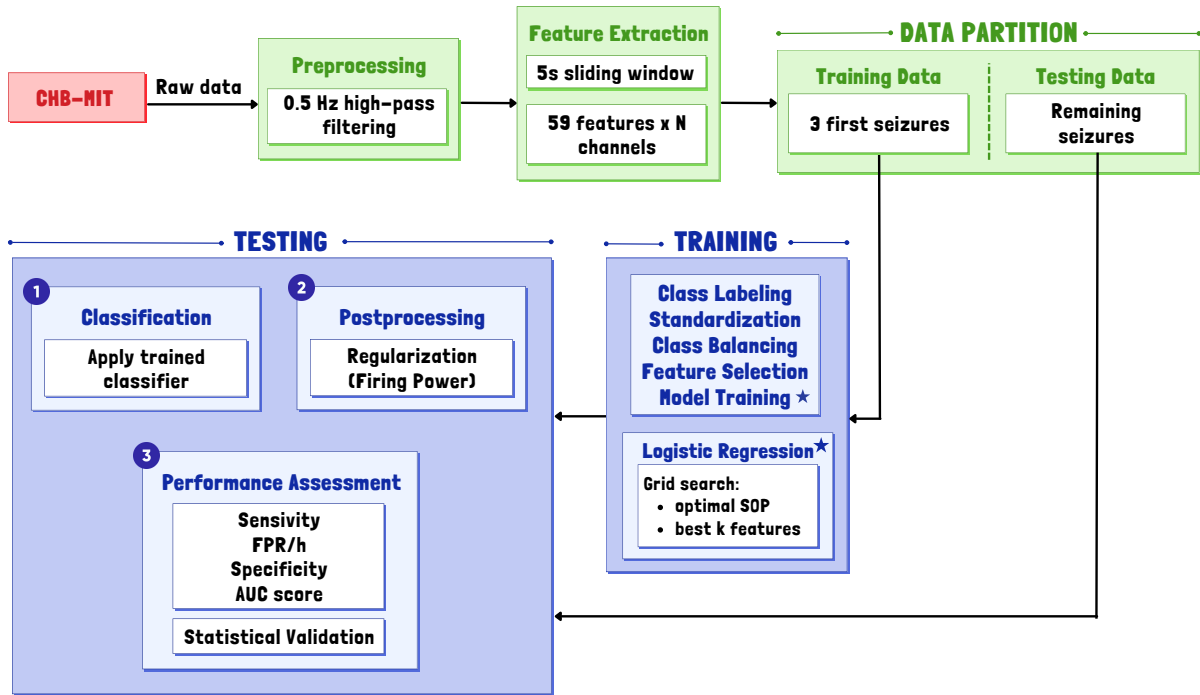 CHB-MIT
Raw data
Preprocessing
0.5 Hz high-pass
filtering
Feature Extraction
5s sliding window
59 features x N
channels
DATA PARTITION
Training Data
3 first seizures
Testing Data
Remaining
seizures
TESTING
1
Classification
Apply trained
classifier
2
Postprocessing
Regularization
(Firing Power)
3
Performance Assessment
Sensivity
FPR/h
Specificity
AUC score
Statistical Validation
TRAINING
Class Labeling
Standardization
Class Balancing
Feature Selection
Model Training ★
Logistic Regression★
Grid search:
• optimal SOP
• best k features